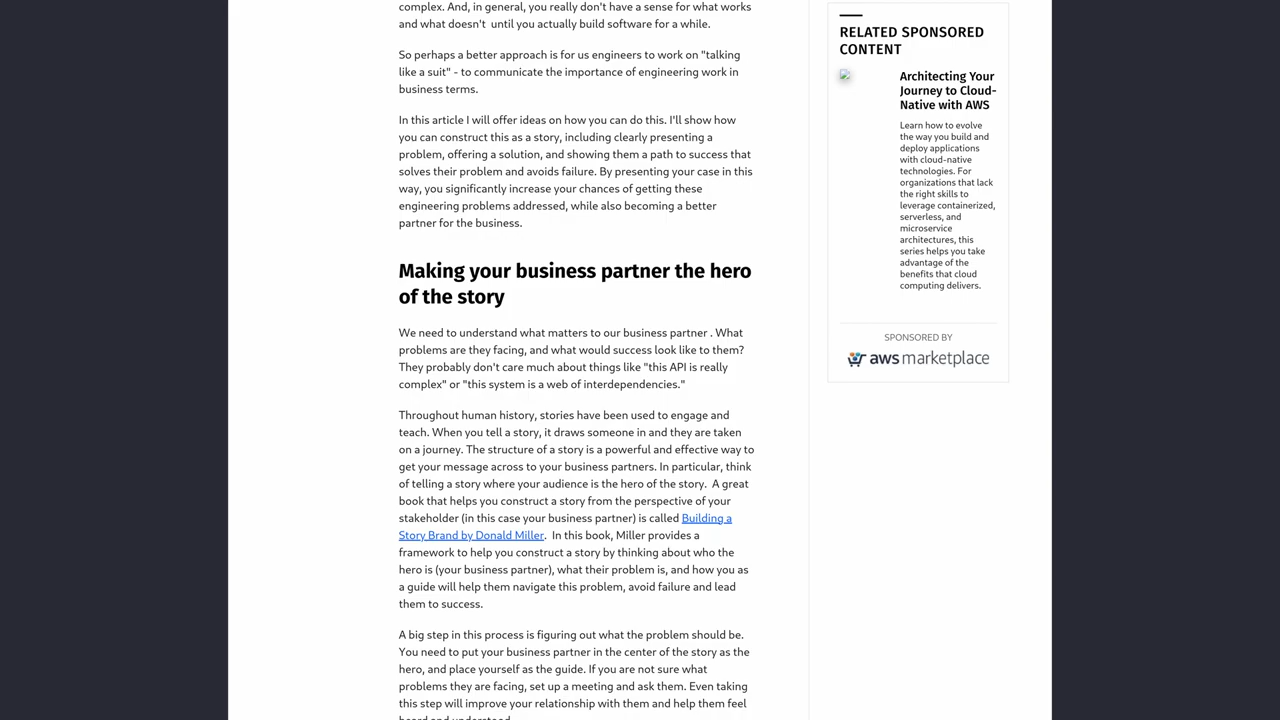 complex. And, in general, you really don't have a sense for what works
and what doesn't  until you actually build software for a while.
So perhaps a better approach is for us engineers to work on "talking
like a suit" - to communicate the importance of engineering work in
business terms.
In this article I will offer ideas on how you can do this. I'll show how
you can construct this as a story, including clearly presenting a
problem, offering a solution, and showing them a path to success that
solves their problem and avoids failure. By presenting your case in this
way, you significantly increase your chances of getting these
engineering problems addressed, while also becoming a better
partner for the business.
Making your business partner the hero
of the story
We need to understand what matters to our business partner . What
problems are they facing, and what would success look like to them?
They probably don't care much about things like "this API is really
complex" or "this system is a web of interdependencies."
Throughout human history, stories have been used to engage and
teach. When you tell a story, it draws someone in and they are taken
on a journey. The structure of a story is a powerful and effective way to
get your message across to your business partners. In particular, think
of telling a story where your audience is the hero of the story.  A great
book that helps you construct a story from the perspective of your
stakeholder (in this case your business partner) is called Building a
Story Brand by Donald Miller.  In this book, Miller provides a
framework to help you construct a story by thinking about who the
hero is (your business partner), what their problem is, and how you as
a guide will help them navigate this problem, avoid failure and lead
them to success.
A big step in this process is figuring out what the problem should be.
You need to put your business partner in the center of the story as the
hero, and place yourself as the guide. If you are not sure what
problems they are facing, set up a meeting and ask them. Even taking
this step will improve your relationship with them and help them feel
heard and understood.
RELATED SPONSORED
CONTENT
Architecting Your
Journey to Cloud-
Native with AWS
Learn how to evolve
the way you build and
deploy applications
with cloud-native
technologies. For
organizations that lack
the right skills to
leverage containerized,
serverless, and
microservice
architectures, this
series helps you take
advantage of the
benefits that cloud
computing delivers.
SPONSORED BY
aws marketplace